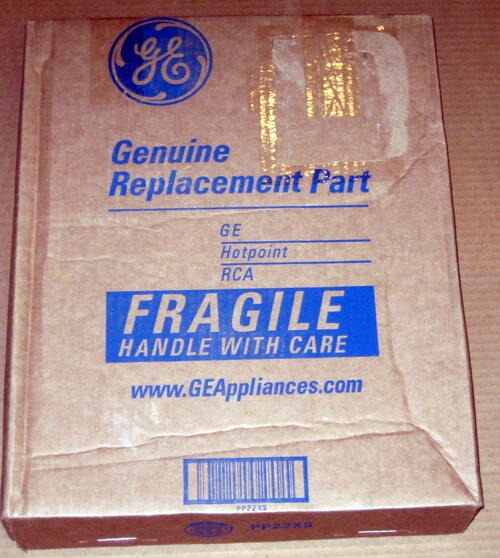 GE
Genuine
Replacement Part
GE
Hotpoint
RCA
FRAGILE
HANDLE WITH CARE
www.GEAppliances.com
PP22X5
PP22X5